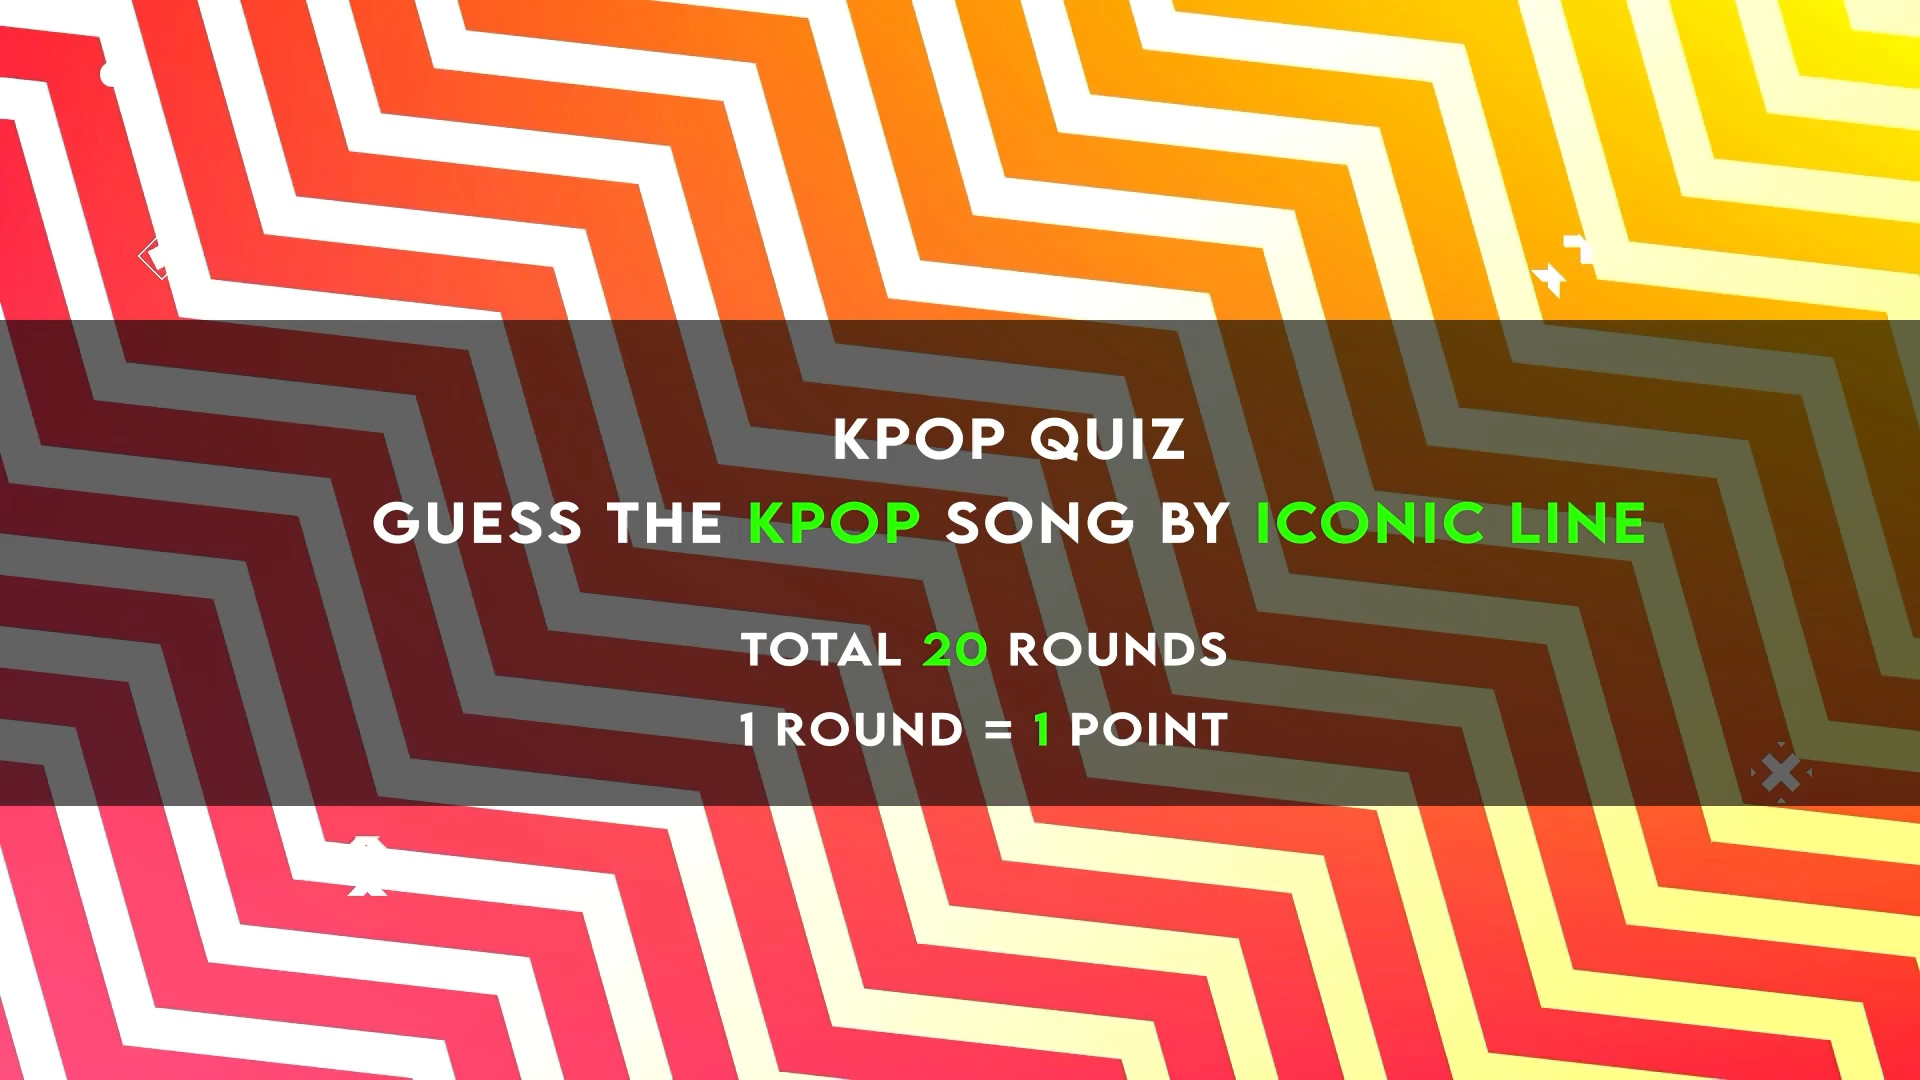 KPOP QUIZ
GUESS THE KPOP SONG BY ICONIC LINE
TOTAL 20 ROUNDS
1 ROUND = 1 POINT